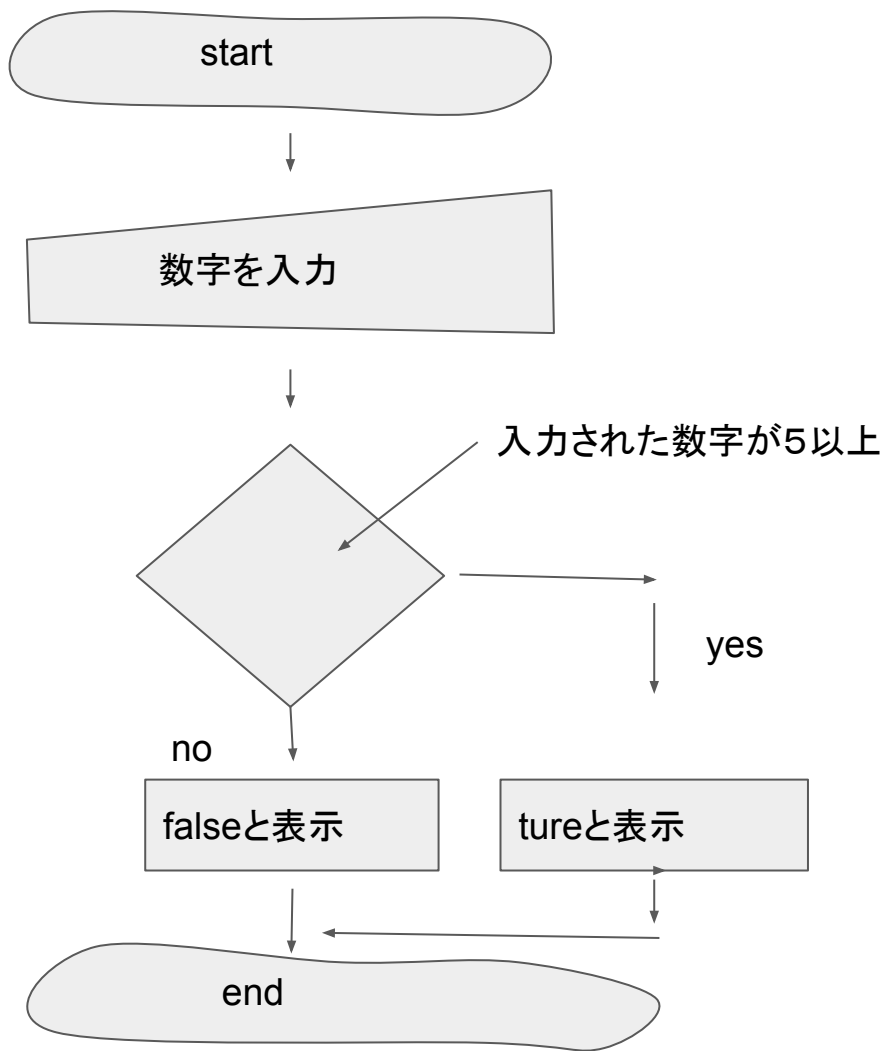 start
数字を入力
入力された数字が５以上
yes
no
falseと表示
tureと表示
end